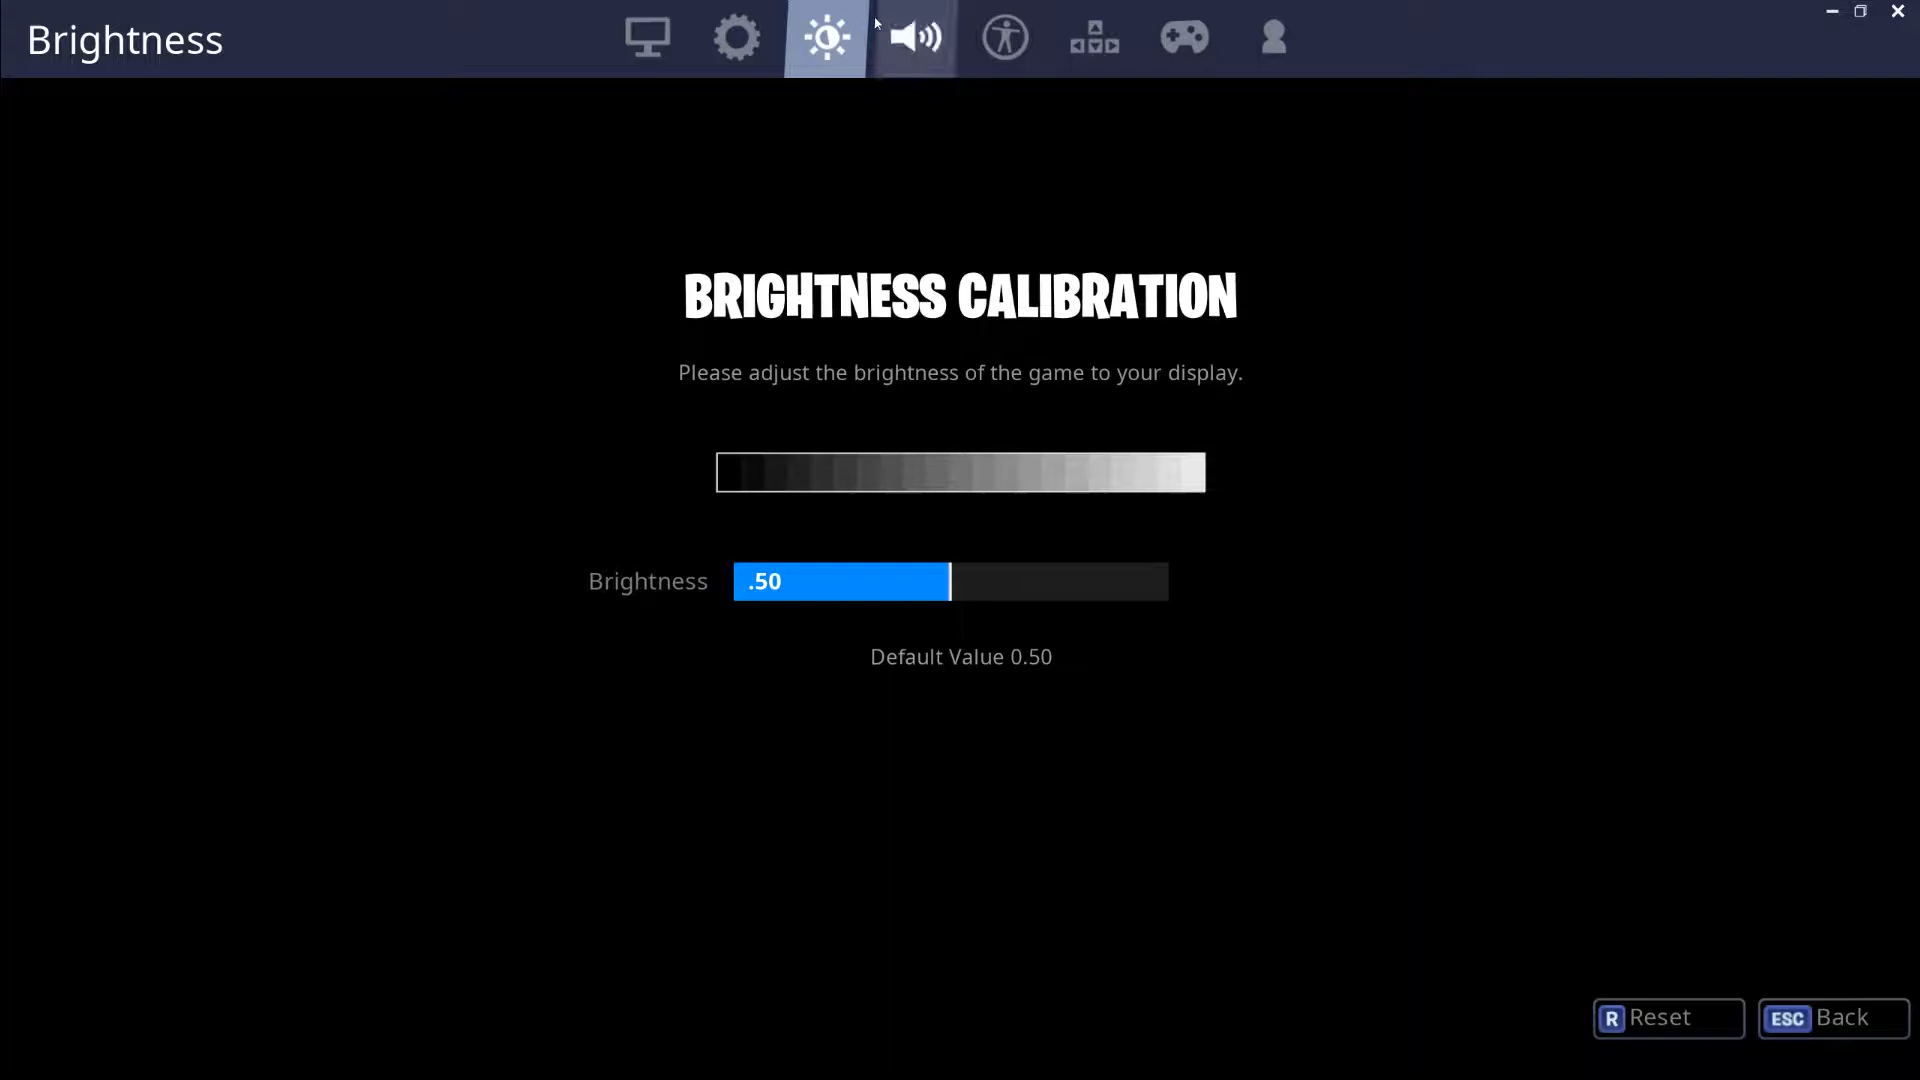 Brightness
BRIGHTNESS CALIBRATION
Please adjust the brightness of the game to your display.
Brightness .50
Default Value 0.50
R Reset ESC Back